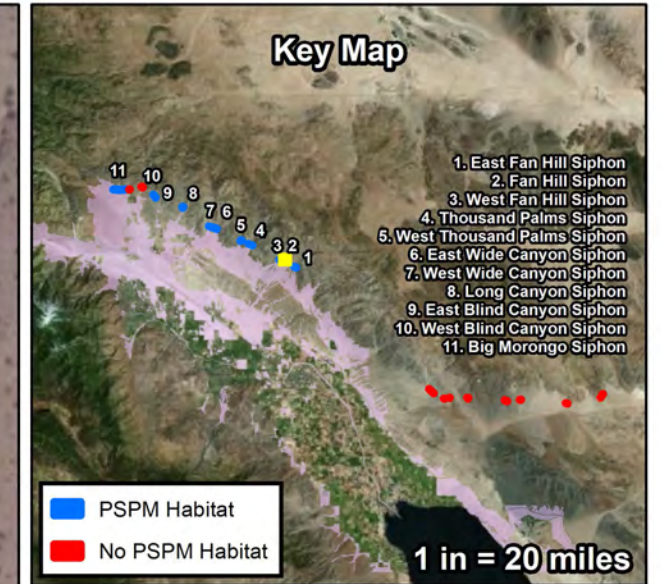 Key Map
11
10
9
8
7
6
5
4
3
2
1
1. East Fan Hill Siphon
2. Fan Hill Siphon
3. West Fan Hill Siphon
4. Thousand Palms Siphon
5. West Thousand Palms Siphon
6. East Wide Canyon Siphon
7. West Wide Canyon Siphon
8. Long Canyon Siphon
9. East Blind Canyon Siphon
10. West Blind Canyon Siphon
11. Big Morongo Siphon
PSPM Habitat
No PSPM Habitat
1 in = 20 miles